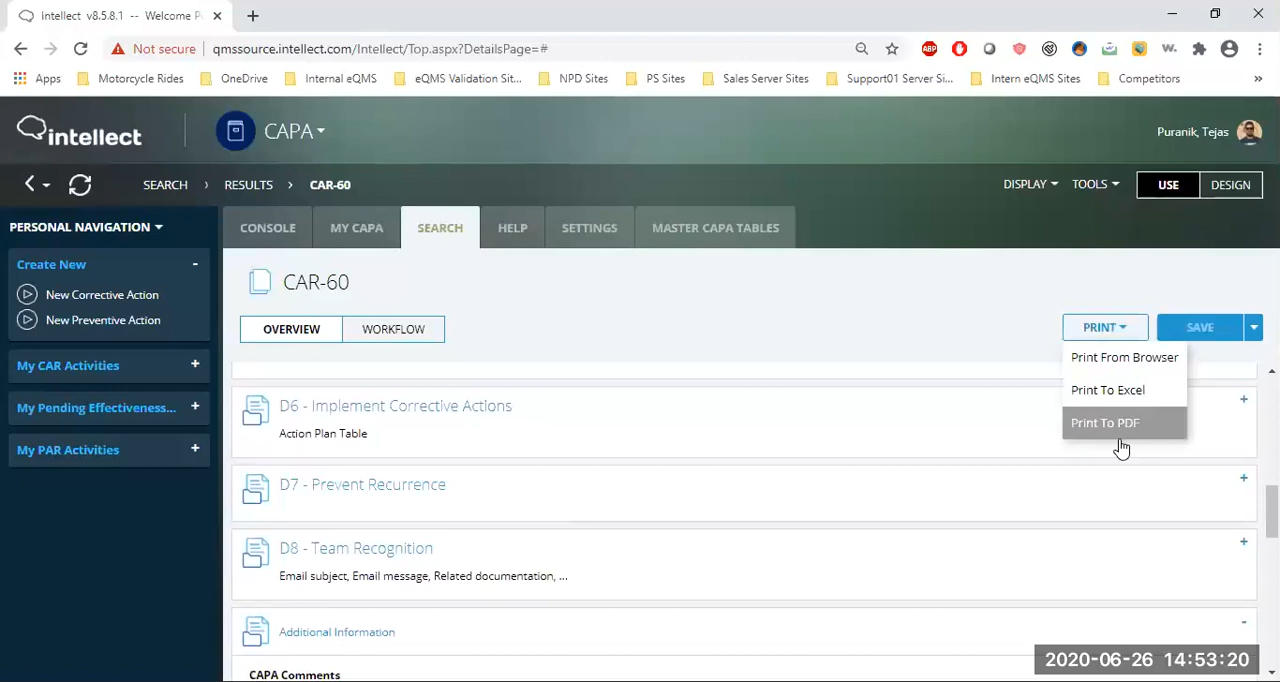 Intellect v8.5.8.1 -- Welcome P
Not secure
qmssource.intellect.com/Intellect/Top.aspx?DetailsPage=#
ABP
w.
Apps
Motorcycle Rides
OneDrive
Internal eQMS
eQMS Validation Sit...
NPD Sites
PS Sites
Sales Server Sites
Support01 Server Si...
Intern eQMS Sites
Competitors
»
intellect
CAPA
Puranik, Tejas
SEARCH › RESULTS › CAR-60
DISPLAY
TOOLS
USE
DESIGN
PERSONAL NAVIGATION
CONSOLE
MY CAPA
SEARCH
HELP
SETTINGS
MASTER CAPA TABLES
Create New -
New Corrective Action
New Preventive Action
My CAR Activities +
My Pending Effectiveness... +
My PAR Activities +
CAR-60
OVERVIEW
WORKFLOW
PRINT
SAVE
Print From Browser
Print To Excel
Print To PDF
D6 - Implement Corrective Actions +
Action Plan Table
D7 - Prevent Recurrence +
D8 - Team Recognition +
Email subject, Email message, Related documentation, ...
Additional Information -
CAPA Comments
2020-06-26 14:53:20